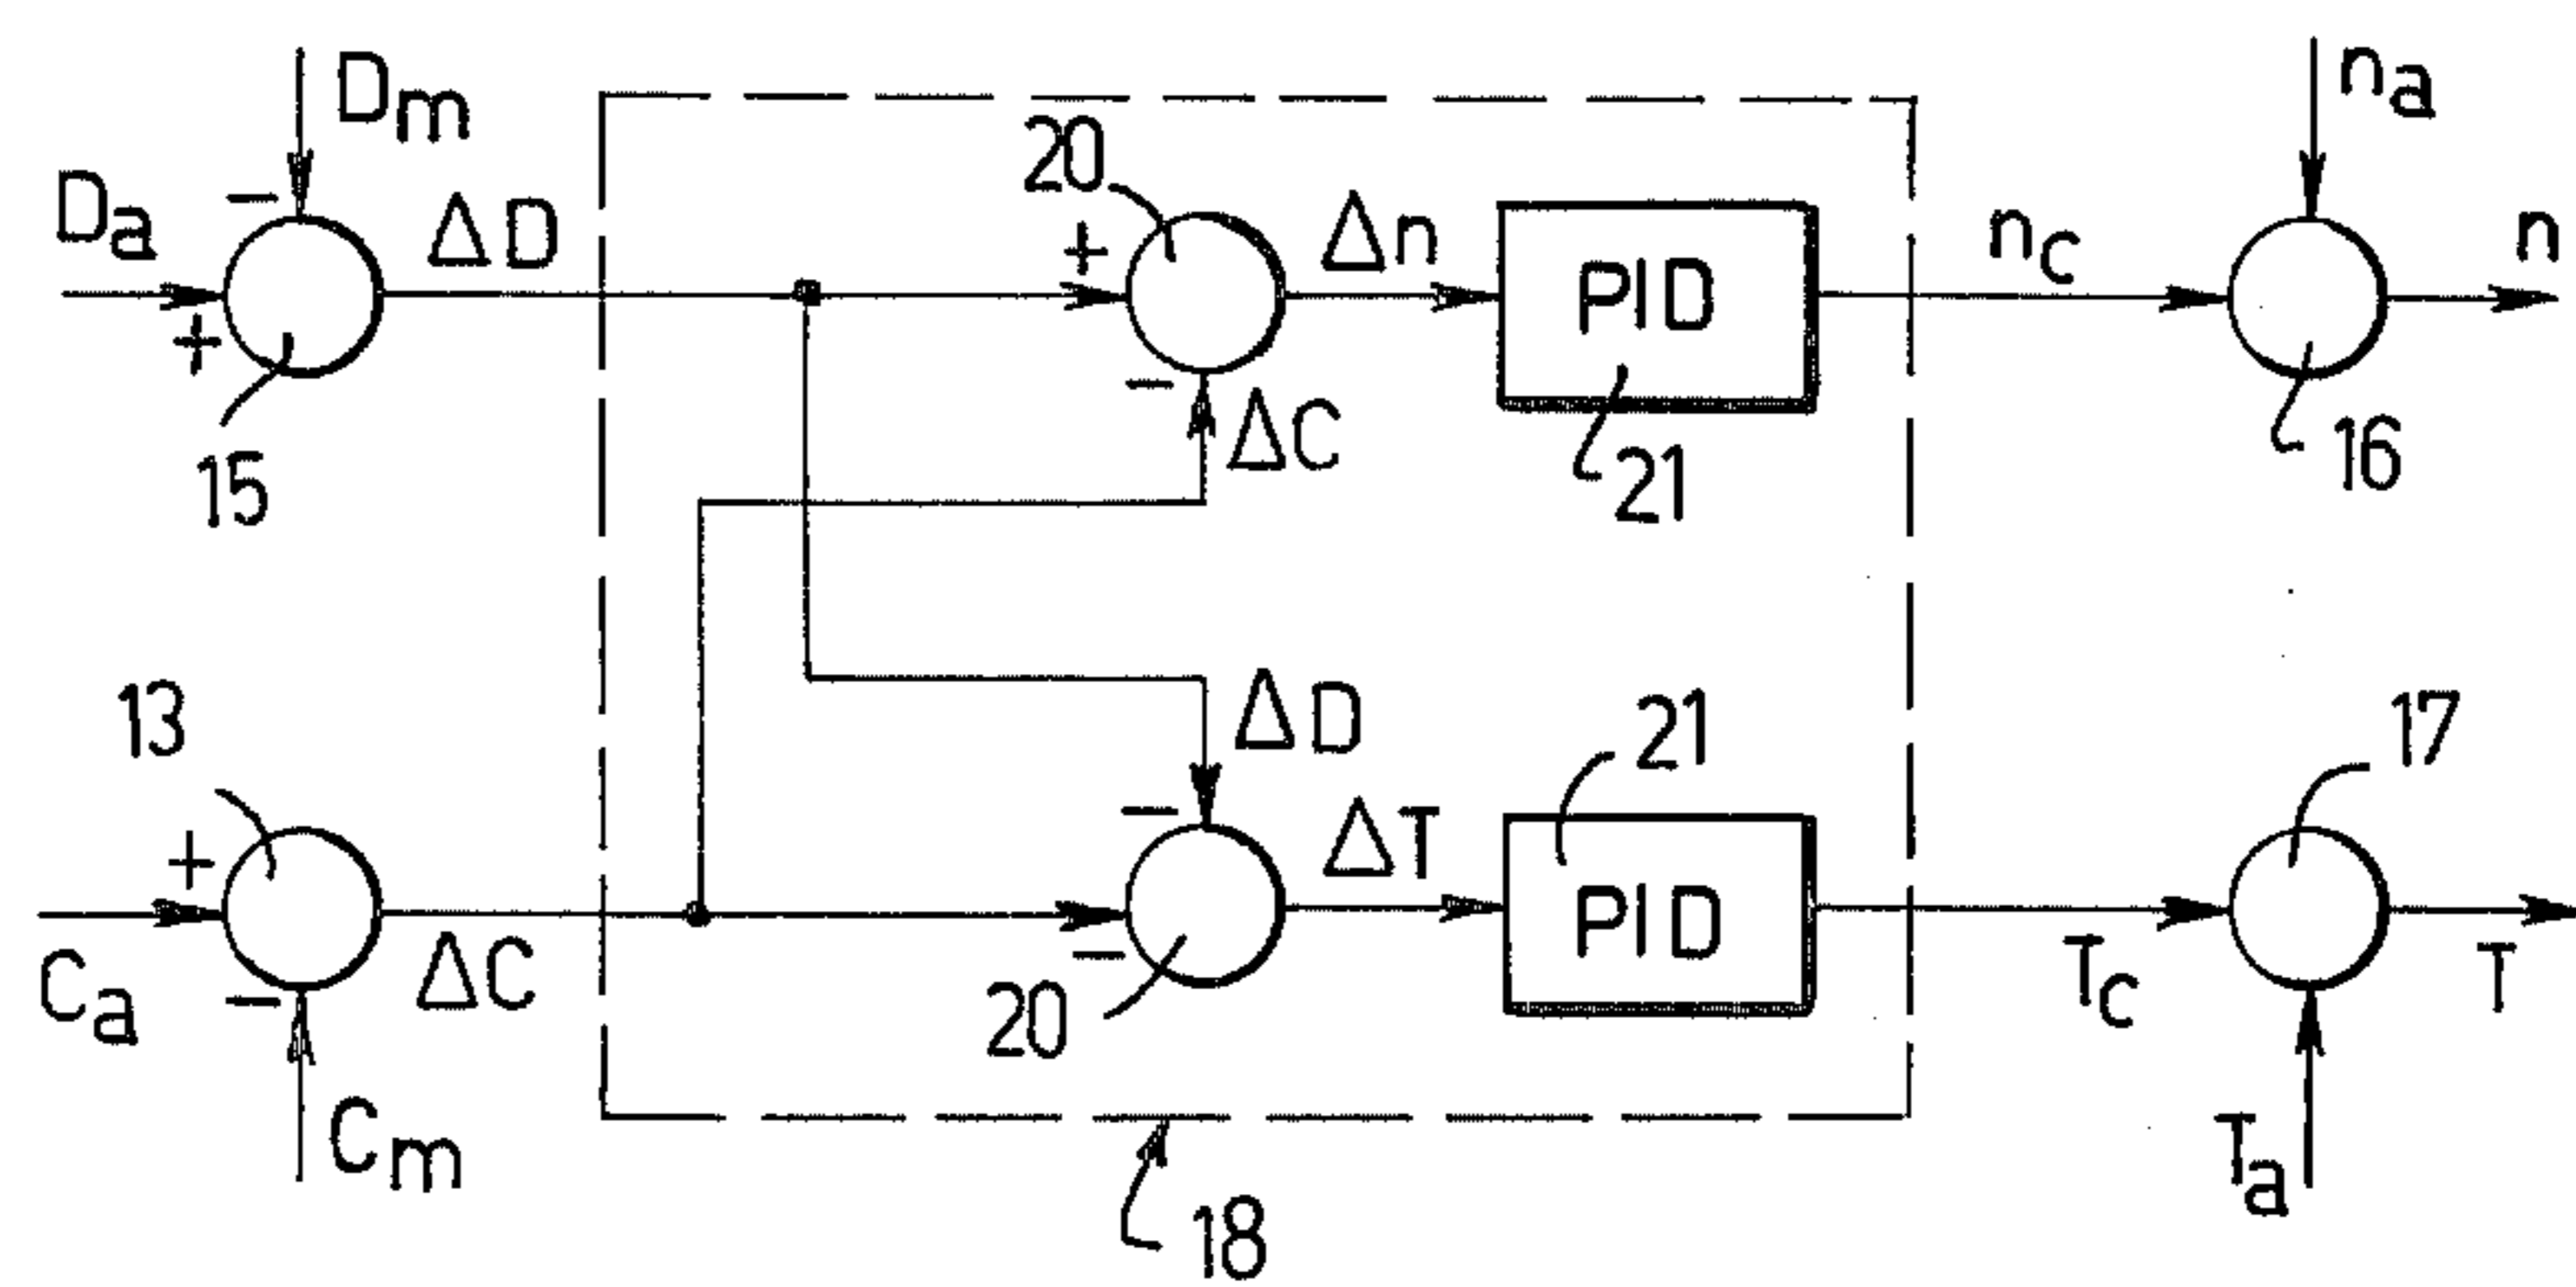 Dm
na
Da
-
ΔD
20
+
Δn
PID
nc
n
+
-
ΔC
15
21
16
13
ΔD
21
17
+
-
ΔT
PID
Ca
-
ΔC
-
20
Tc
T
Cm
Ta
18